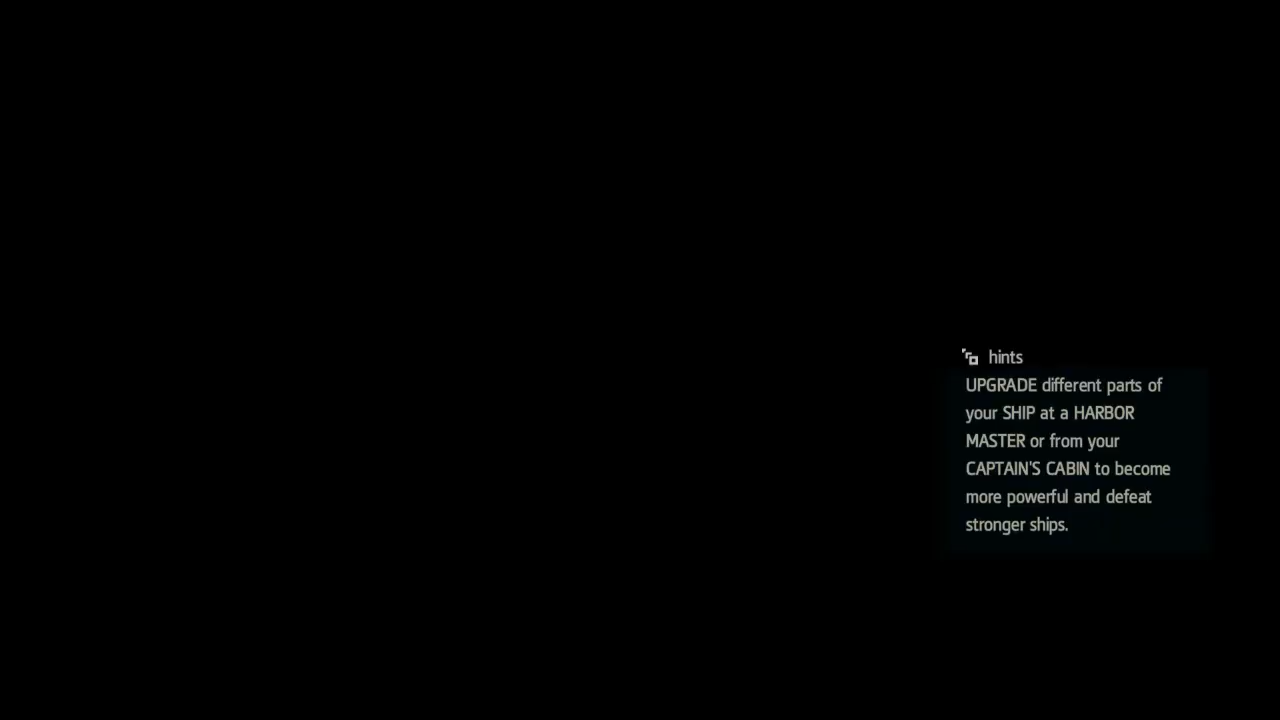 hints
UPGRADE different parts of
your SHIP at a HARBOR
MASTER or from your
CAPTAIN'S CABIN to become
more powerful and defeat
stronger ships.